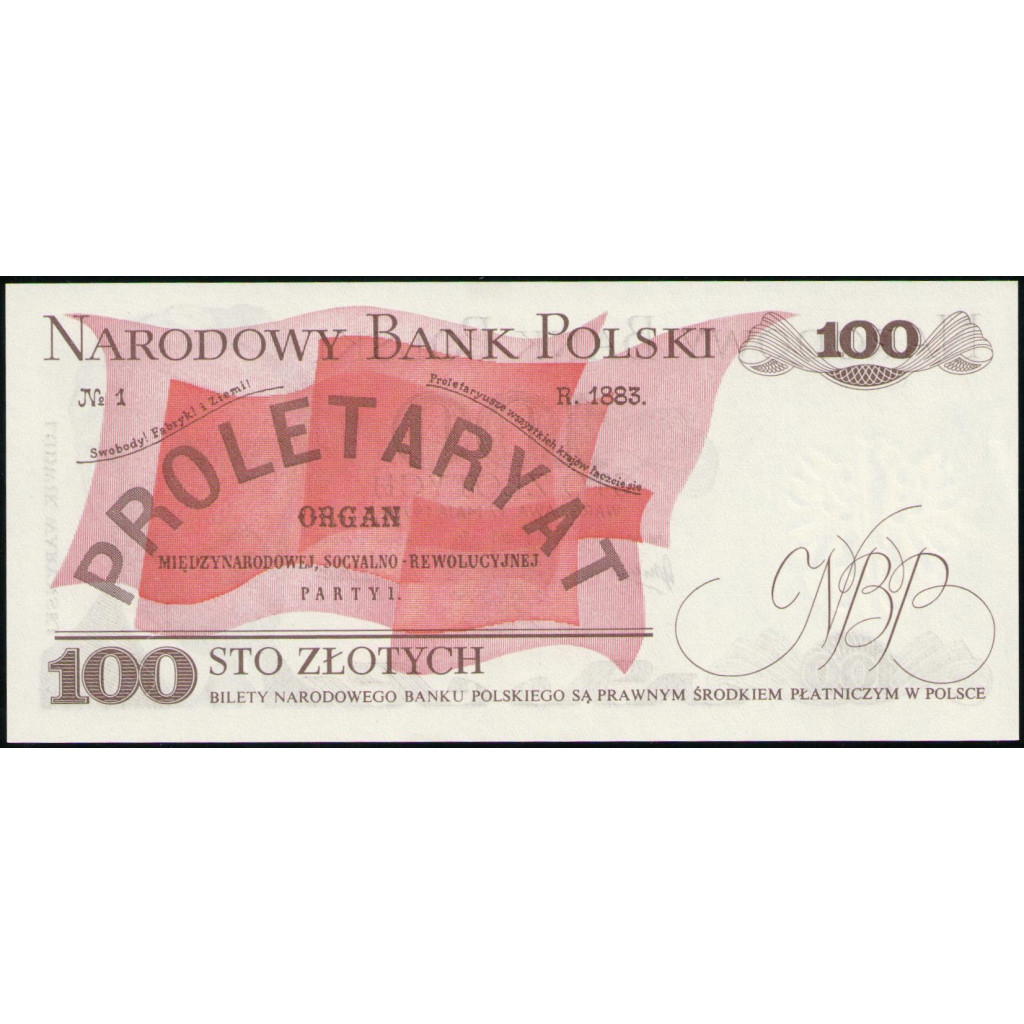 NARODOWY BANK POLSKI
100
№ 1
R. 1883.
Swobody! Fabryk! i Ziemi!
Proletaryusze wszystkich krajów łączcie się
PROLETARYAT
ORGAN
MIĘDZYNARODOWEJ, SOCYALNO-REWOLUCYJNEJ
PARTYI.
NBP
100
STO ZŁOTYCH
BILETY NARODOWEGO BANKU POLSKIEGO SĄ PRAWNYM ŚRODKIEM PŁATNICZYM W POLSCE